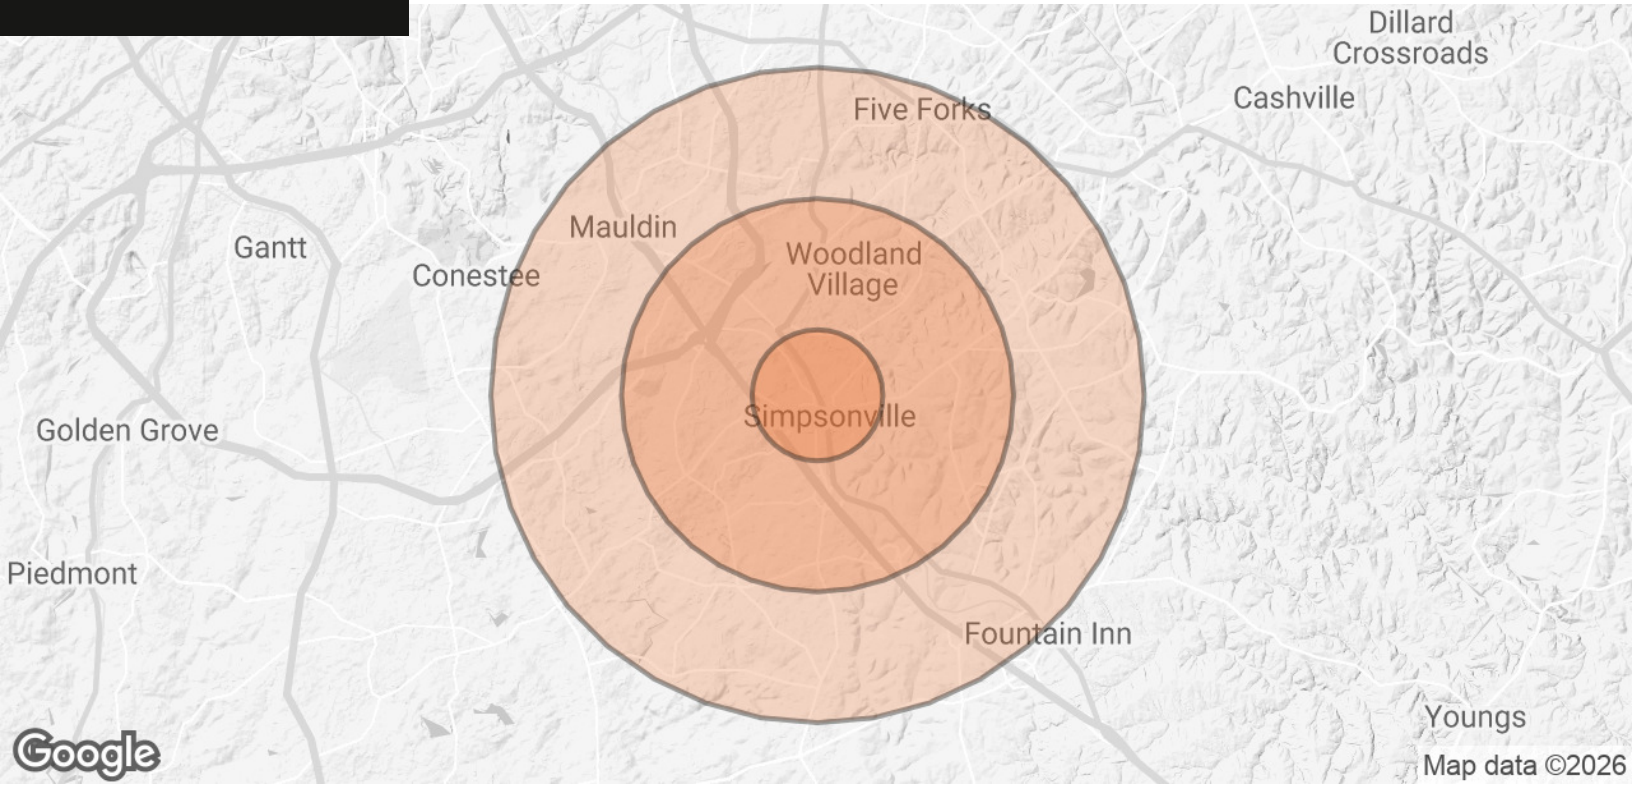 Dillard
Crossroads
Cashville
Five Forks
Mauldin
Gantt
Woodland
Village
Conestee
Simpsonville
Golden Grove
Piedmont
Fountain Inn
Youngs
Google
Map data ©2026